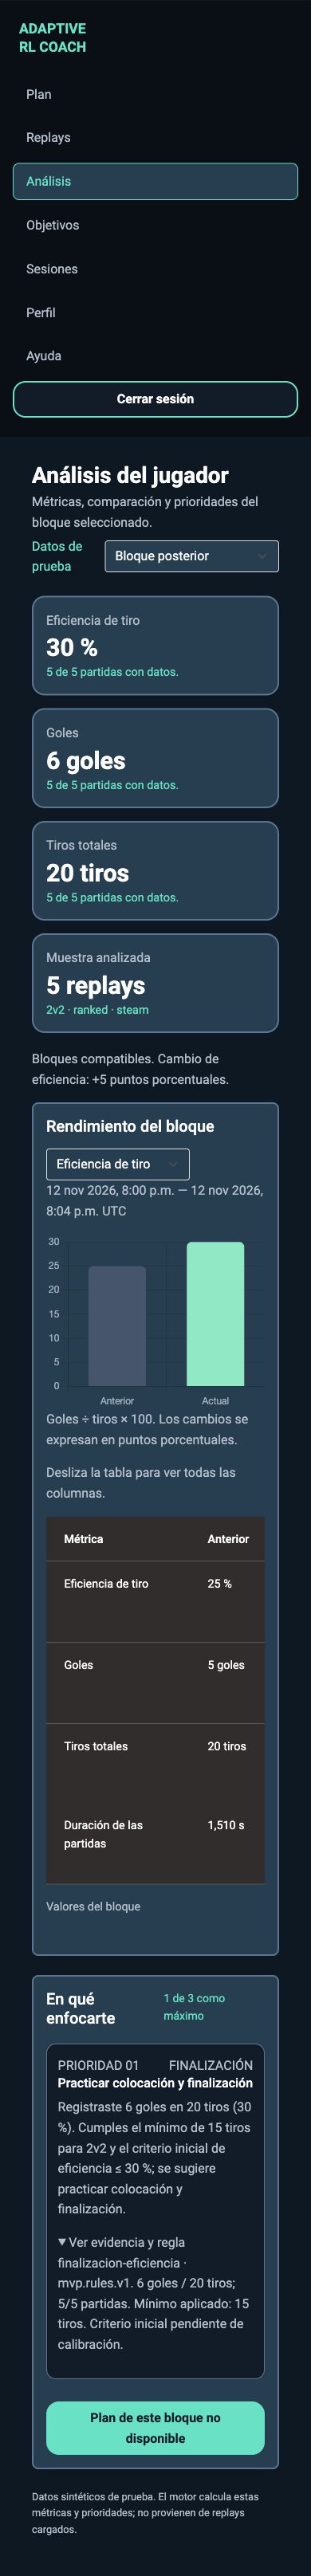 ADAPTIVE
RL COACH
Plan
Replays
Análisis
Objetivos
Sesiones
Perfil
Ayuda
Cerrar sesión
Análisis del jugador
Métricas, comparación y prioridades del
bloque seleccionado.
Datos de
prueba
Bloque posterior
Eficiencia de tiro
30 %
5 de 5 partidas con datos.
Goles
6 goles
5 de 5 partidas con datos.
Tiros totales
20 tiros
5 de 5 partidas con datos.
Muestra analizada
5 replays
2v2 · ranked · steam
Bloques compatibles. Cambio de
eficiencia: +5 puntos porcentuales.
Rendimiento del bloque
Eficiencia de tiro
12 nov 2026, 8:00 p.m. — 12 nov 2026,
8:04 p.m. UTC
30
25
20
15
10
5
0
Anterior Actual
Goles ÷ tiros × 100. Los cambios se
expresan en puntos porcentuales.
Desliza la tabla para ver todas las
columnas.
Métrica Anterior
Eficiencia de tiro 25 %
Goles 5 goles
Tiros totales 20 tiros
Duración de las 1,510 s
partidas
Valores del bloque
En qué
enfocarte
1 de 3 como
máximo
PRIORIDAD 01 FINALIZACIÓN
Practicar colocación y finalización
Registraste 6 goles en 20 tiros (30
%). Cumples el mínimo de 15 tiros
para 2v2 y el criterio inicial de
eficiencia ≤ 30 %; se sugiere
practicar colocación y
finalización.
▼ Ver evidencia y regla
finalizacion-eficiencia ·
mvp.rules.v1. 6 goles / 20 tiros;
5/5 partidas. Mínimo aplicado: 15
tiros. Criterio inicial pendiente de
calibración.
Plan de este bloque no
disponible
Datos sintéticos de prueba. El motor calcula estas
métricas y prioridades; no provienen de replays
cargados.